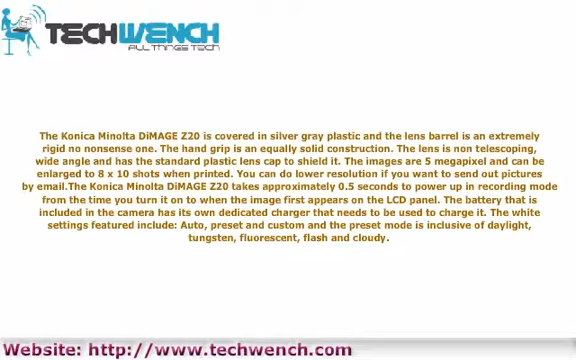 TECHWENCH
ALL THINGS TECH
The Konica Minolta DiMAGE Z20 is covered in silver gray plastic and the lens barrel is an extremely
rigid no nonsense one. The hand grip is an equally solid construction. The lens is non telescoping,
wide angle and has the standard plastic lens cap to shield it. The images are 5 megapixel and can be
enlarged to 8 x 10 shots when printed. You can do lower resolution if you want to send out pictures
by email.The Konica Minolta DiMAGE Z20 takes approximately 0.5 seconds to power up in recording mode
from the time you turn it on to when the image first appears on the LCD panel. The battery that is
included in the camera has its own dedicated charger that needs to be used to charge it. The white
settings featured include: Auto, preset and custom and the preset mode is inclusive of daylight,
tungsten, fluorescent, flash and cloudy.
Website: http://www.techwench.com